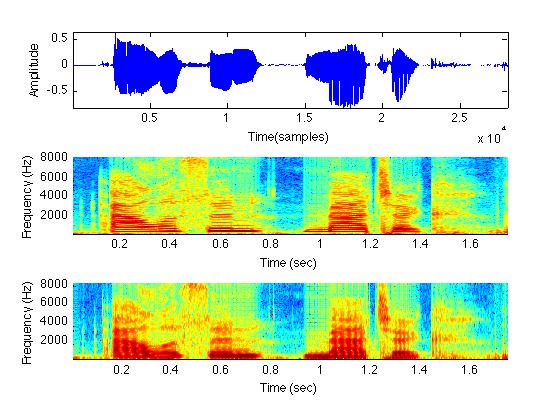 0.5
0
-0.5
Amplitude
0.5 1 1.5 2 2.5
Time(samples)
x 10^4
8000
6000
4000
2000
Frequency (Hz)
0.2 0.4 0.6 0.8 1 1.2 1.4 1.6
Time (sec)
8000
6000
4000
2000
Frequency (Hz)
0.2 0.4 0.6 0.8 1 1.2 1.4 1.6
Time (sec)